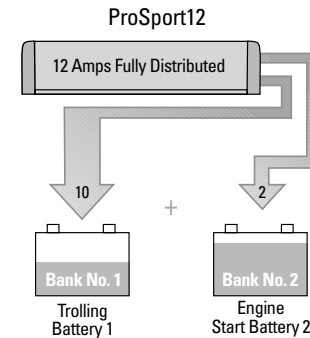 ProSport12
12 Amps Fully Distributed
10
2
+
Bank No. 1
Bank No. 2
Trolling
Battery 1
Engine
Start Battery 2